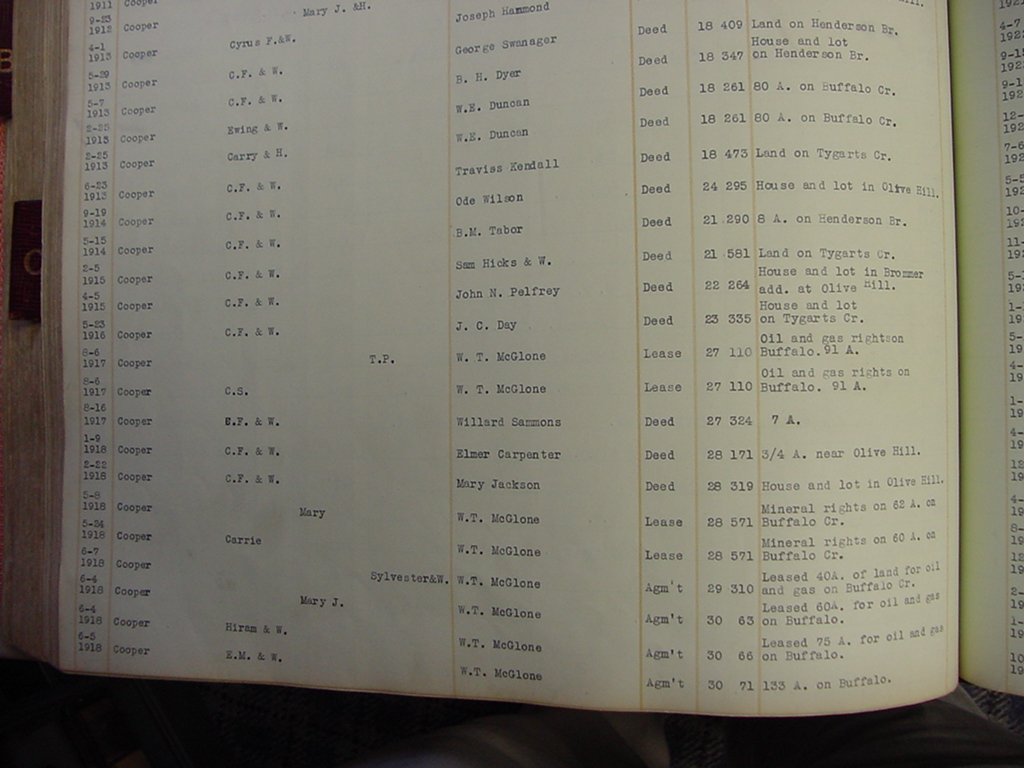 1911 Cooper
9-23
1912 Cooper Mary J. &H.
4-1
1913 Cooper Cyrus F.&W. Joseph Hammond
5-29
1913 Cooper C.F. & W. George Swanager Deed 18 409 Land on Henderson Br.
5-7 House and lot
1913 Cooper C.F. & W. B. H. Dyer Deed 18 347 on Henderson Br.
2-25
1913 Cooper Ewing & W. W.E. Duncan Deed 18 261 80 A. on Buffalo Cr.
2-25
1913 Cooper Carry & H. W.E. Duncan Deed 18 261 80 A. on Buffalo Cr.
6-23
1913 Cooper C.F. & W. Traviss Kendall Deed 18 473 Land on Tygarts Cr.
9-19
1914 Cooper C.F. & W. Ode Wilson Deed 24 295 House and lot in Olive Hill.
5-15
1914 Cooper C.F. & W. B.M. Tabor Deed 21 290 8 A. on Henderson Br.
2-5
1915 Cooper C.F. & W. Sam Hicks & W. Deed 21 581 Land on Tygarts Cr.
4-5 House and lot in Brommer
1915 Cooper C.F. & W. John N. Pelfrey Deed 22 264 add. at Olive Hill.
5-23 House and lot
1916 Cooper C.F. & W. J. C. Day Deed 23 335 on Tygarts Cr.
8-6 Oil and gas rightson
1917 Cooper T.P. W. T. McGlone Lease 27 110 Buffalo. 91 A.
8-6 Oil and gas rights on
1917 Cooper C.S. W. T. McGlone Lease 27 110 Buffalo. 91 A.
8-16
1917 Cooper E.F. & W. Willard Sammons Deed 27 324 7 A.
1-9
1918 Cooper C.F. & W. Elmer Carpenter Deed 28 171 3/4 A. near Olive Hill.
2-22
1918 Cooper C.F. & W. Mary Jackson Deed 28 319 House and lot in Olive Hill.
5-8 Mineral rights on 62 A. on
1918 Cooper Mary W.T. McGlone Lease 28 571 Buffalo Cr.
5-24 Mineral rights on 60 A. on
1918 Cooper Carrie W.T. McGlone Lease 28 571 Buffalo Cr.
6-7 Leased 40A. of land for oil
1918 Cooper Sylvester&W. W.T. McGlone Agm't 29 310 and gas on Buffalo Cr.
6-4 Leased 60A. for oil and gas
1918 Cooper Mary J. W.T. McGlone Agm't 30 63 on Buffalo.
6-4 Leased 75 A. for oil and gas
1918 Cooper Hiram & W. W.T. McGlone Agm't 30 66 on Buffalo.
6-5
1918 Cooper E.M. & W. W.T. McGlone Agm't 30 71 133 A. on Buffalo.